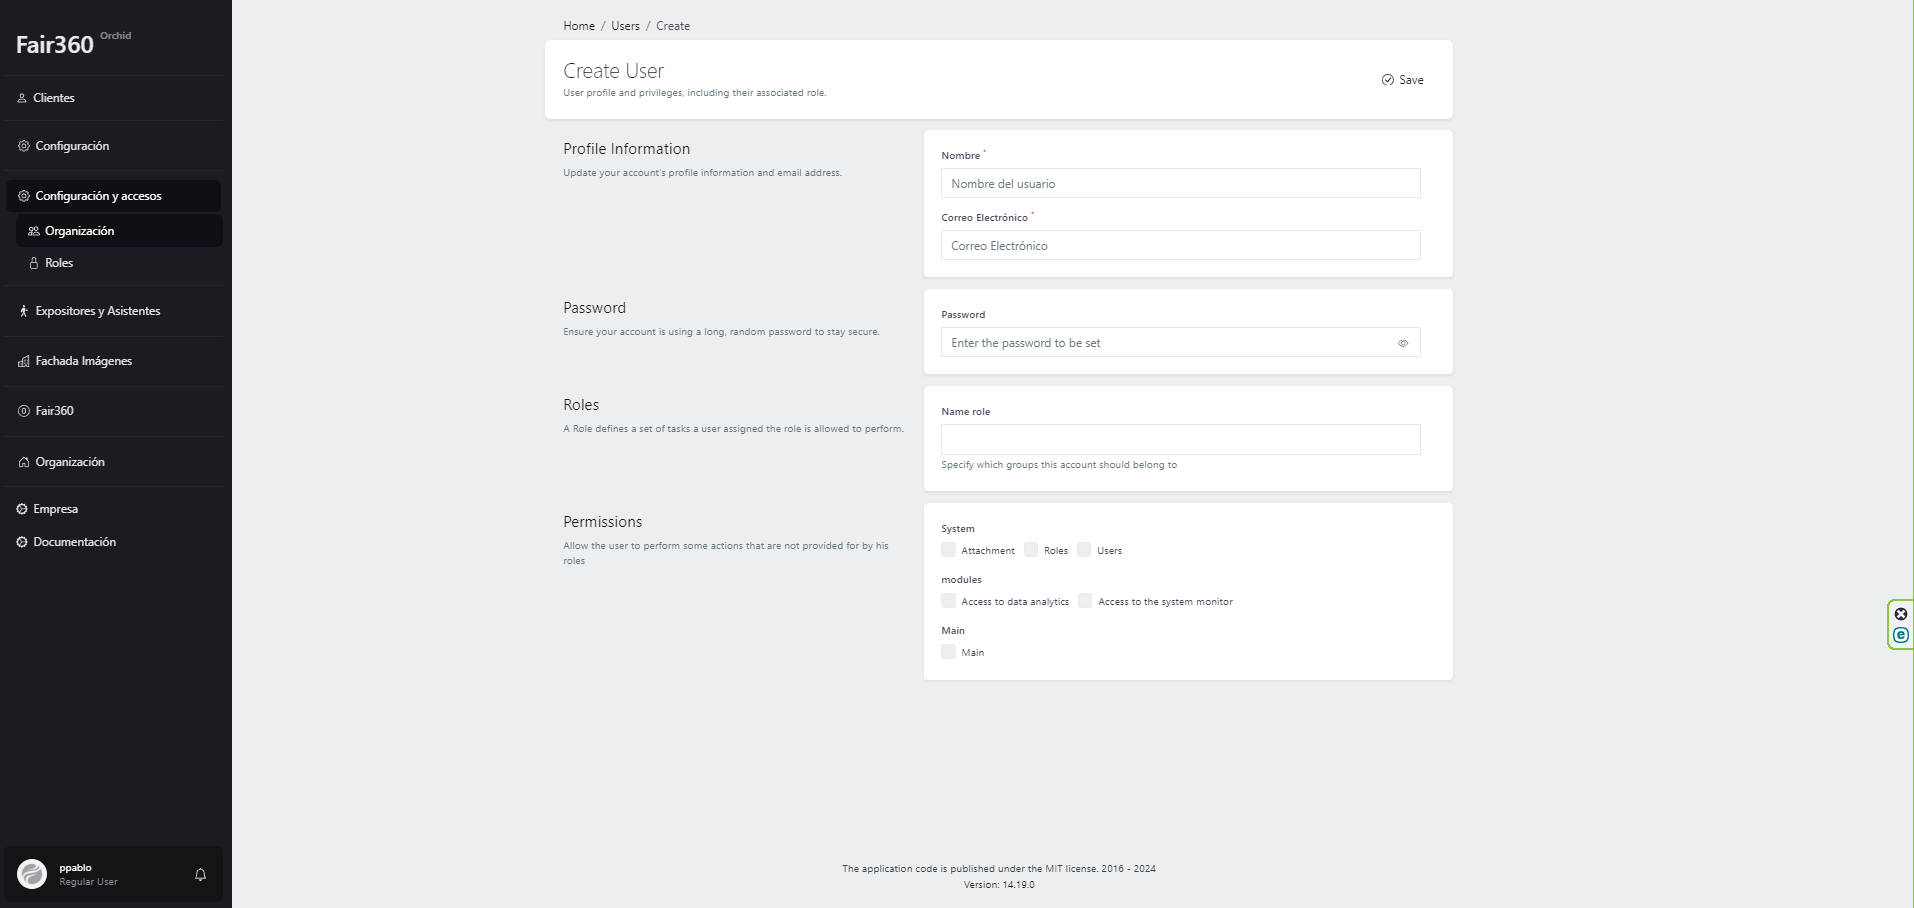 Fair360 Orchid
Clientes
Configuración
Configuración y accesos
Organización
Roles
Expositores y Asistentes
Fachada Imágenes
Fair360
Organización
Empresa
Documentación
ppablo
Regular User
Home / Users / Create
Create User
User profile and privileges, including their associated role.
Save
Profile Information
Update your account's profile information and email address.
Nombre *
Nombre del usuario
Correo Electrónico *
Correo Electrónico
Password
Ensure your account is using a long, random password to stay secure.
Password
Enter the password to be set
Roles
A Role defines a set of tasks a user assigned the role is allowed to perform.
Name role
Specify which groups this account should belong to
Permissions
Allow the user to perform some actions that are not provided for by his
roles
System
Attachment Roles Users
modules
Access to data analytics Access to the system monitor
Main
Main
The application code is published under the MIT license. 2016 - 2024
Version: 14.19.0